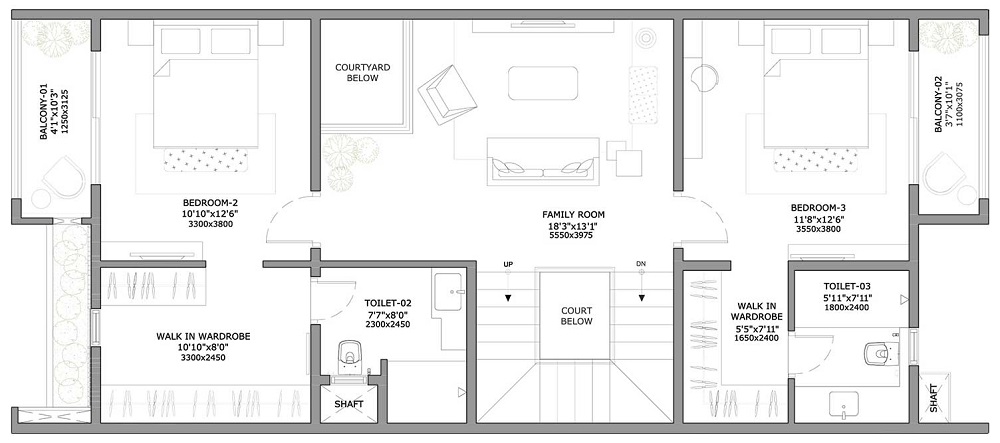 BALCONY-01
4'1"x10'3"
1250x3125
BEDROOM-2
10'10"x12'6"
3300x3800
COURTYARD
BELOW
FAMILY ROOM
18'3"x13'1"
5550x3975
BEDROOM-3
11'8"x12'6"
3550x3800
BALCONY-02
3'7"x10'1"
1100x3075
WALK IN WARDROBE
10'10"x8'0"
3300x2450
TOILET-02
7'7"x8'0"
2300x2450
SHAFT
UP
DN
COURT
BELOW
WALK IN
WARDROBE
5'5"x7'11"
1650x2400
TOILET-03
5'11"x7'11"
1800x2400
SHAFT